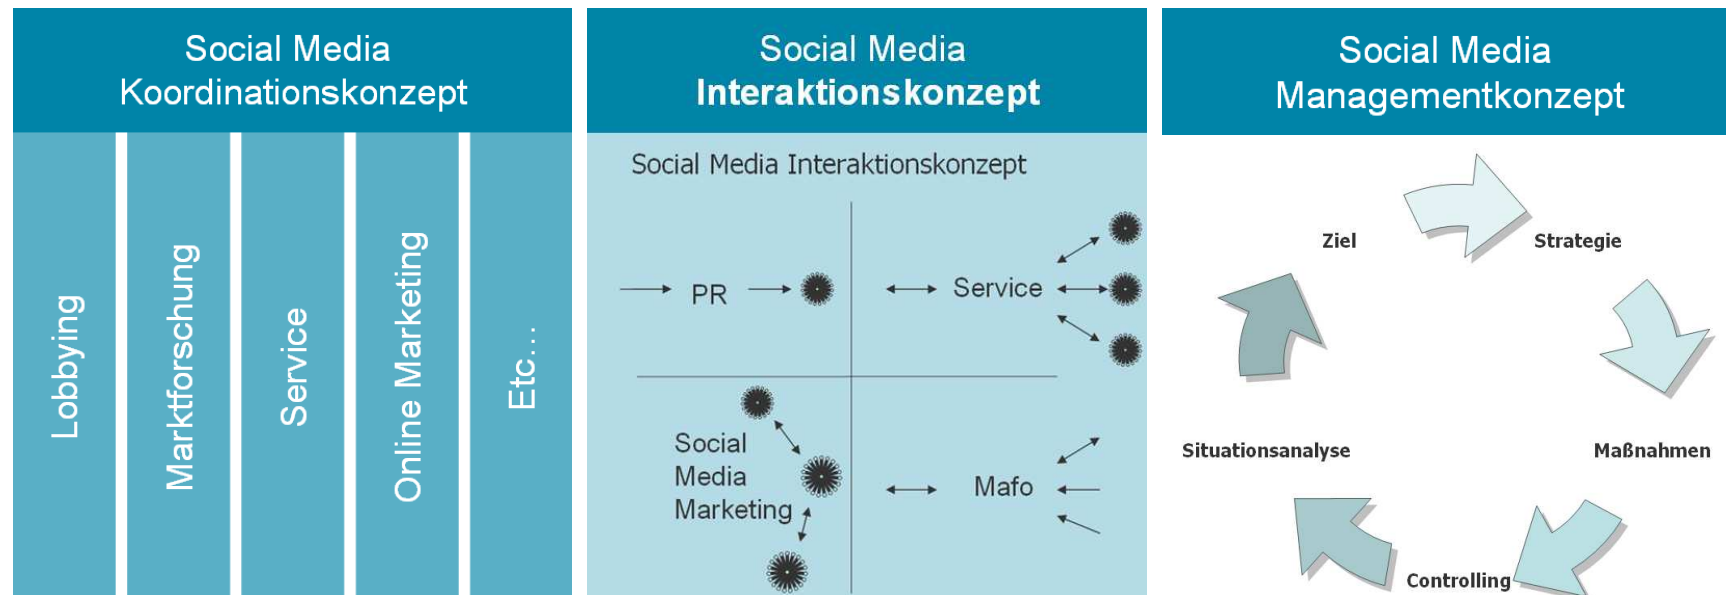 Social Media
Koordinationskonzept
Lobbying
Marktforschung
Service
Online Marketing
Etc...
Social Media
Interaktionskonzept
Social Media Interaktionskonzept
PR
Service
Social
Media
Marketing
Mafo
Social Media
Managementkonzept
Ziel
Strategie
Situationsanalyse
Maßnahmen
Controlling